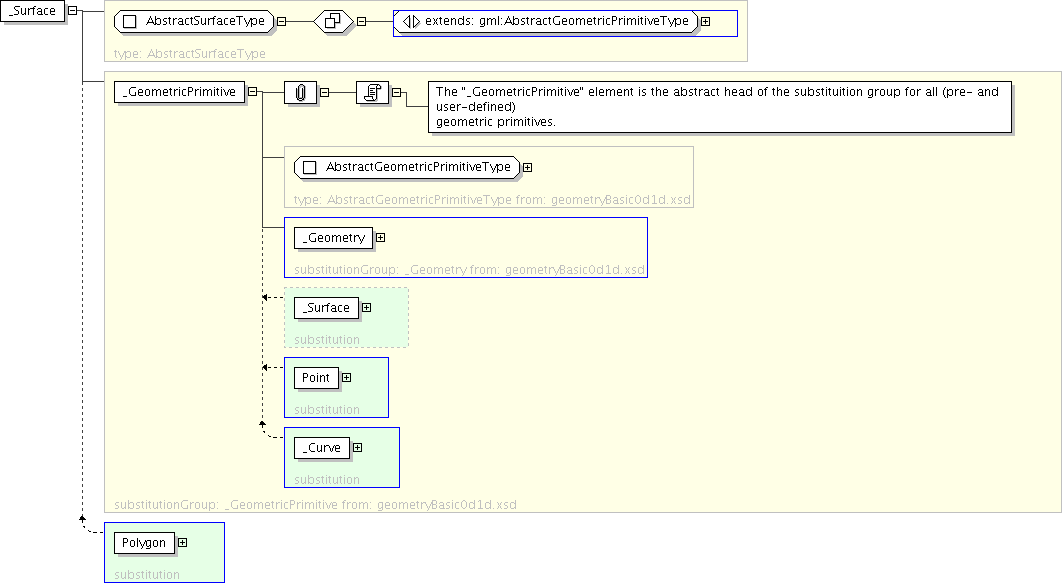 _Surface
AbstractSurfaceType
extends: gml:AbstractGeometricPrimitiveType
type: AbstractSurfaceType
_GeometricPrimitive
The "_GeometricPrimitive" element is the abstract head of the substituition group for all (pre- and
user-defined)
geometric primitives.
AbstractGeometricPrimitiveType
type: AbstractGeometricPrimitiveType from: geometryBasic0d1d.xsd
_Geometry
substitutionGroup: _Geometry from: geometryBasic0d1d.xsd
_Surface
substitution
Point
substitution
_Curve
substitution
substitutionGroup: _GeometricPrimitive from: geometryBasic0d1d.xsd
Polygon
substitution